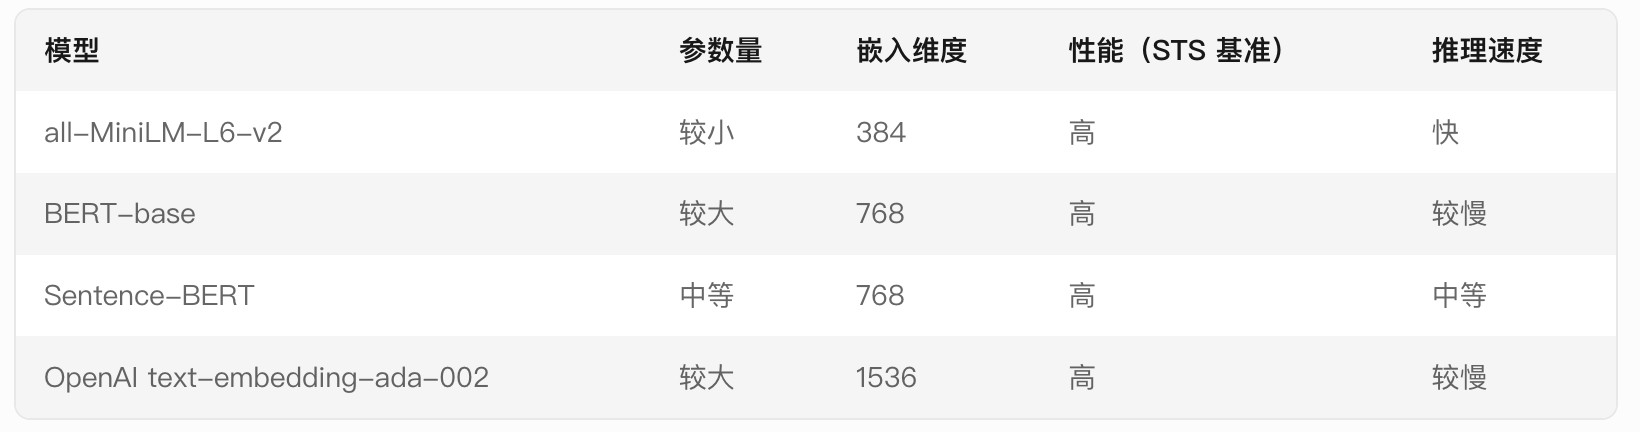 模型 参数量 嵌入维度 性能（STS 基准） 推理速度
all-MiniLM-L6-v2 较小 384 高 快
BERT-base 较大 768 高 较慢
Sentence-BERT 中等 768 高 中等
OpenAI text-embedding-ada-002 较大 1536 高 较慢